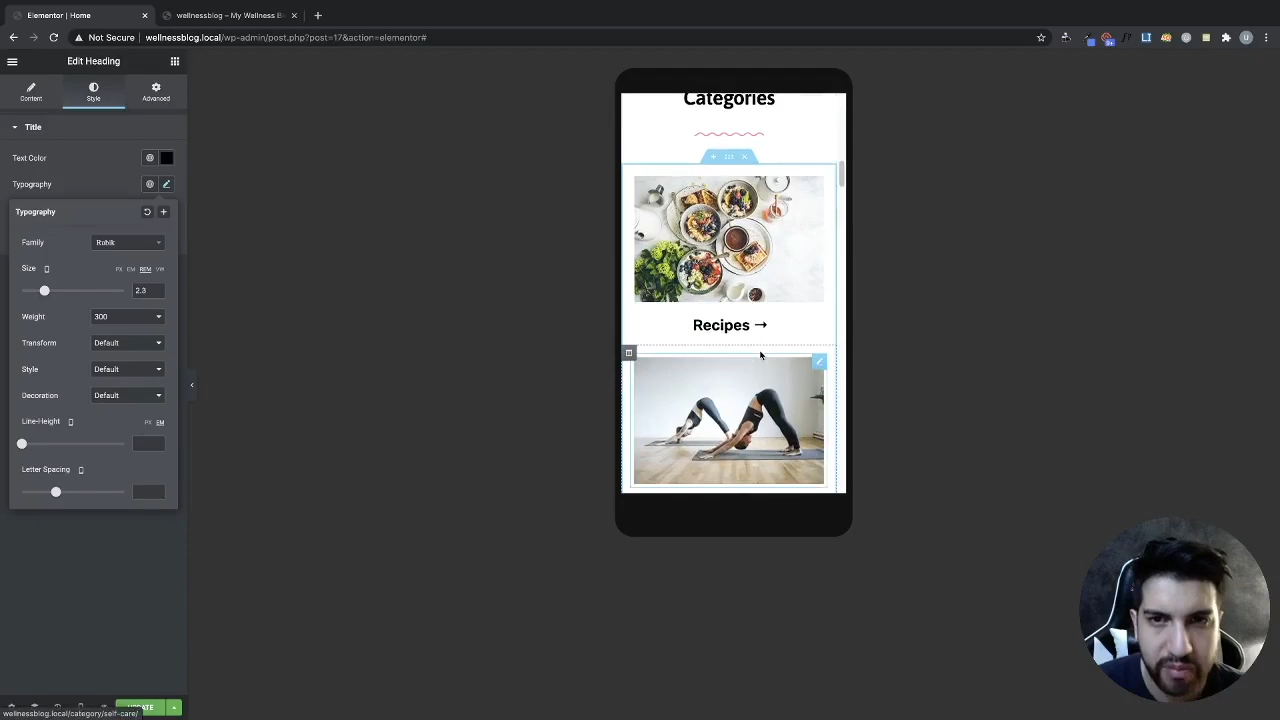 Elementor | Home
wellnessblog – My Wellness B
Not Secure wellnessblog.local/wp-admin/post.php?post=17&action=elementor#
Edit Heading
Content Style Advanced
Title
Text Color
Typography
Typography
Family Rubik
Size PX EM REM VW
2.3
Weight 300
Transform Default
Style Default
Decoration Default
Line-Height PX EM
Letter Spacing
UPDATE
wellnessblog.local/category/self-care/
Categories
Recipes →